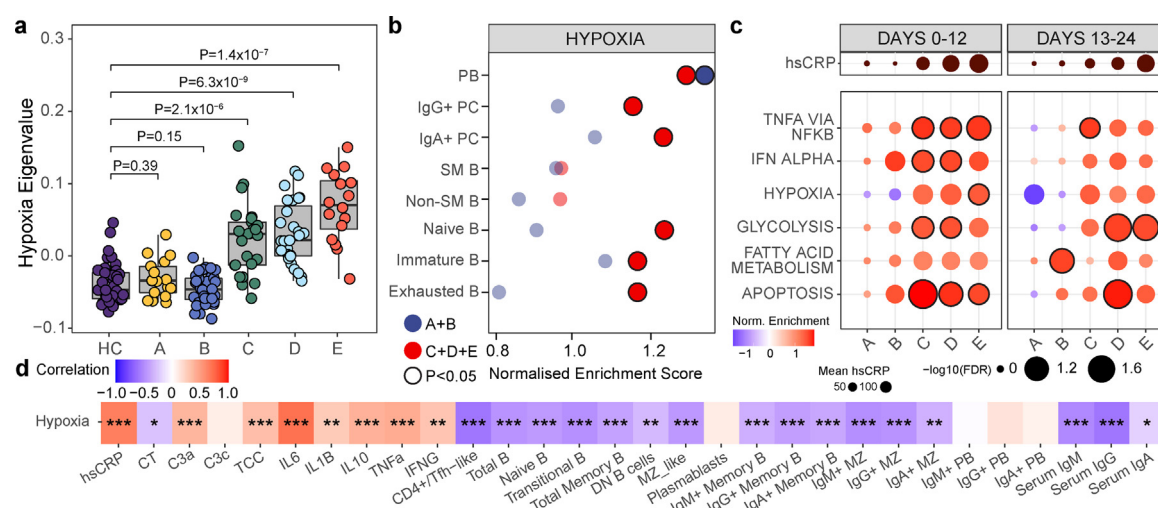 a
0.3
0.2
0.1
0.0
−0.1
Hypoxia Eigenvalue
P=1.4x10⁻⁷
P=6.3x10⁻⁹
P=2.1x10⁻⁶
P=0.15
P=0.39
HC A B C D E
b
HYPOXIA
PB
IgG+ PC
IgA+ PC
SM B
Non-SM B
Naive B
Immature B
Exhausted B
0.8 1.0 1.2
Normalised Enrichment Score
A+B
C+D+E
P<0.05
c
DAYS 0-12 DAYS 13-24
hsCRP
TNFA VIA
NFKB
IFN ALPHA
HYPOXIA
GLYCOLYSIS
FATTY ACID
METABOLISM
APOPTOSIS
A B C D E A B C D E
Norm. Enrichment
−1 0 1
Mean hsCRP
50 100
−log10(FDR) 0 1.2 1.6
d
Correlation
-1.0 −0.5 0.0 0.5 1.0
Hypoxia
*** * *** *** *** ** *** *** ** *** *** *** *** *** ** *** *** *** *** *** *** ** *** *** *
hsCRP
CT
C3a
C3c
TCC
IL6
IL1B
IL10
TNFa
IFNG
CD4+/Tfh−like
Total B
Naive B
Transitional B
Total Memory B
DN B cells
MZ_like
Plasmablasts
IgM+ Memory B
IgG+ Memory B
IgA+ Memory B
IgM+ MZ
IgG+ MZ
IgA+ MZ
IgM+ PB
IgG+ PB
IgA+ PB
Serum IgM
Serum IgG
Serum IgA